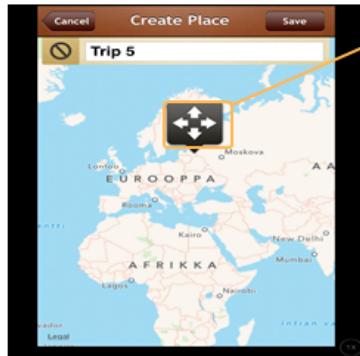 Cancel Create Place Save
Trip 5
Moskova
Lontoo
EUROOPPA
A A
Rooma
Kairo
New Delhi
Mumbai
AFRIKKA
Lagos
Nairobi
Legal